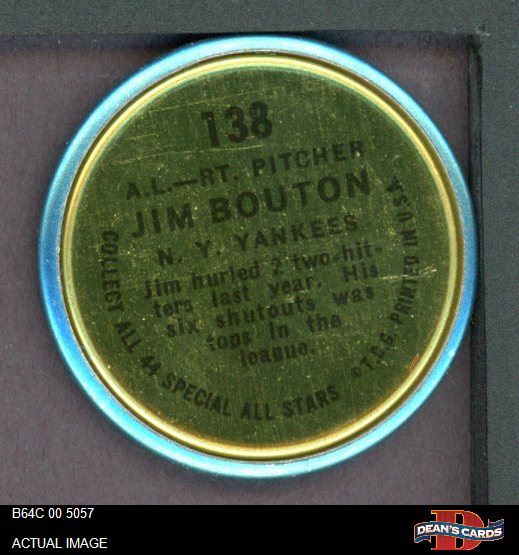 138
A.L.—RT. PITCHER
JIM BOUTON
N. Y. YANKEES
Jim hurled 2 two-hit-
ters last year. His
six shutouts was
tops in the
league.
COLLECT ALL 44 SPECIAL ALL STARS
©T.C.G. PRINTED IN U.S.A.
B64C 00 5057
ACTUAL IMAGE
DEAN'S CARDS